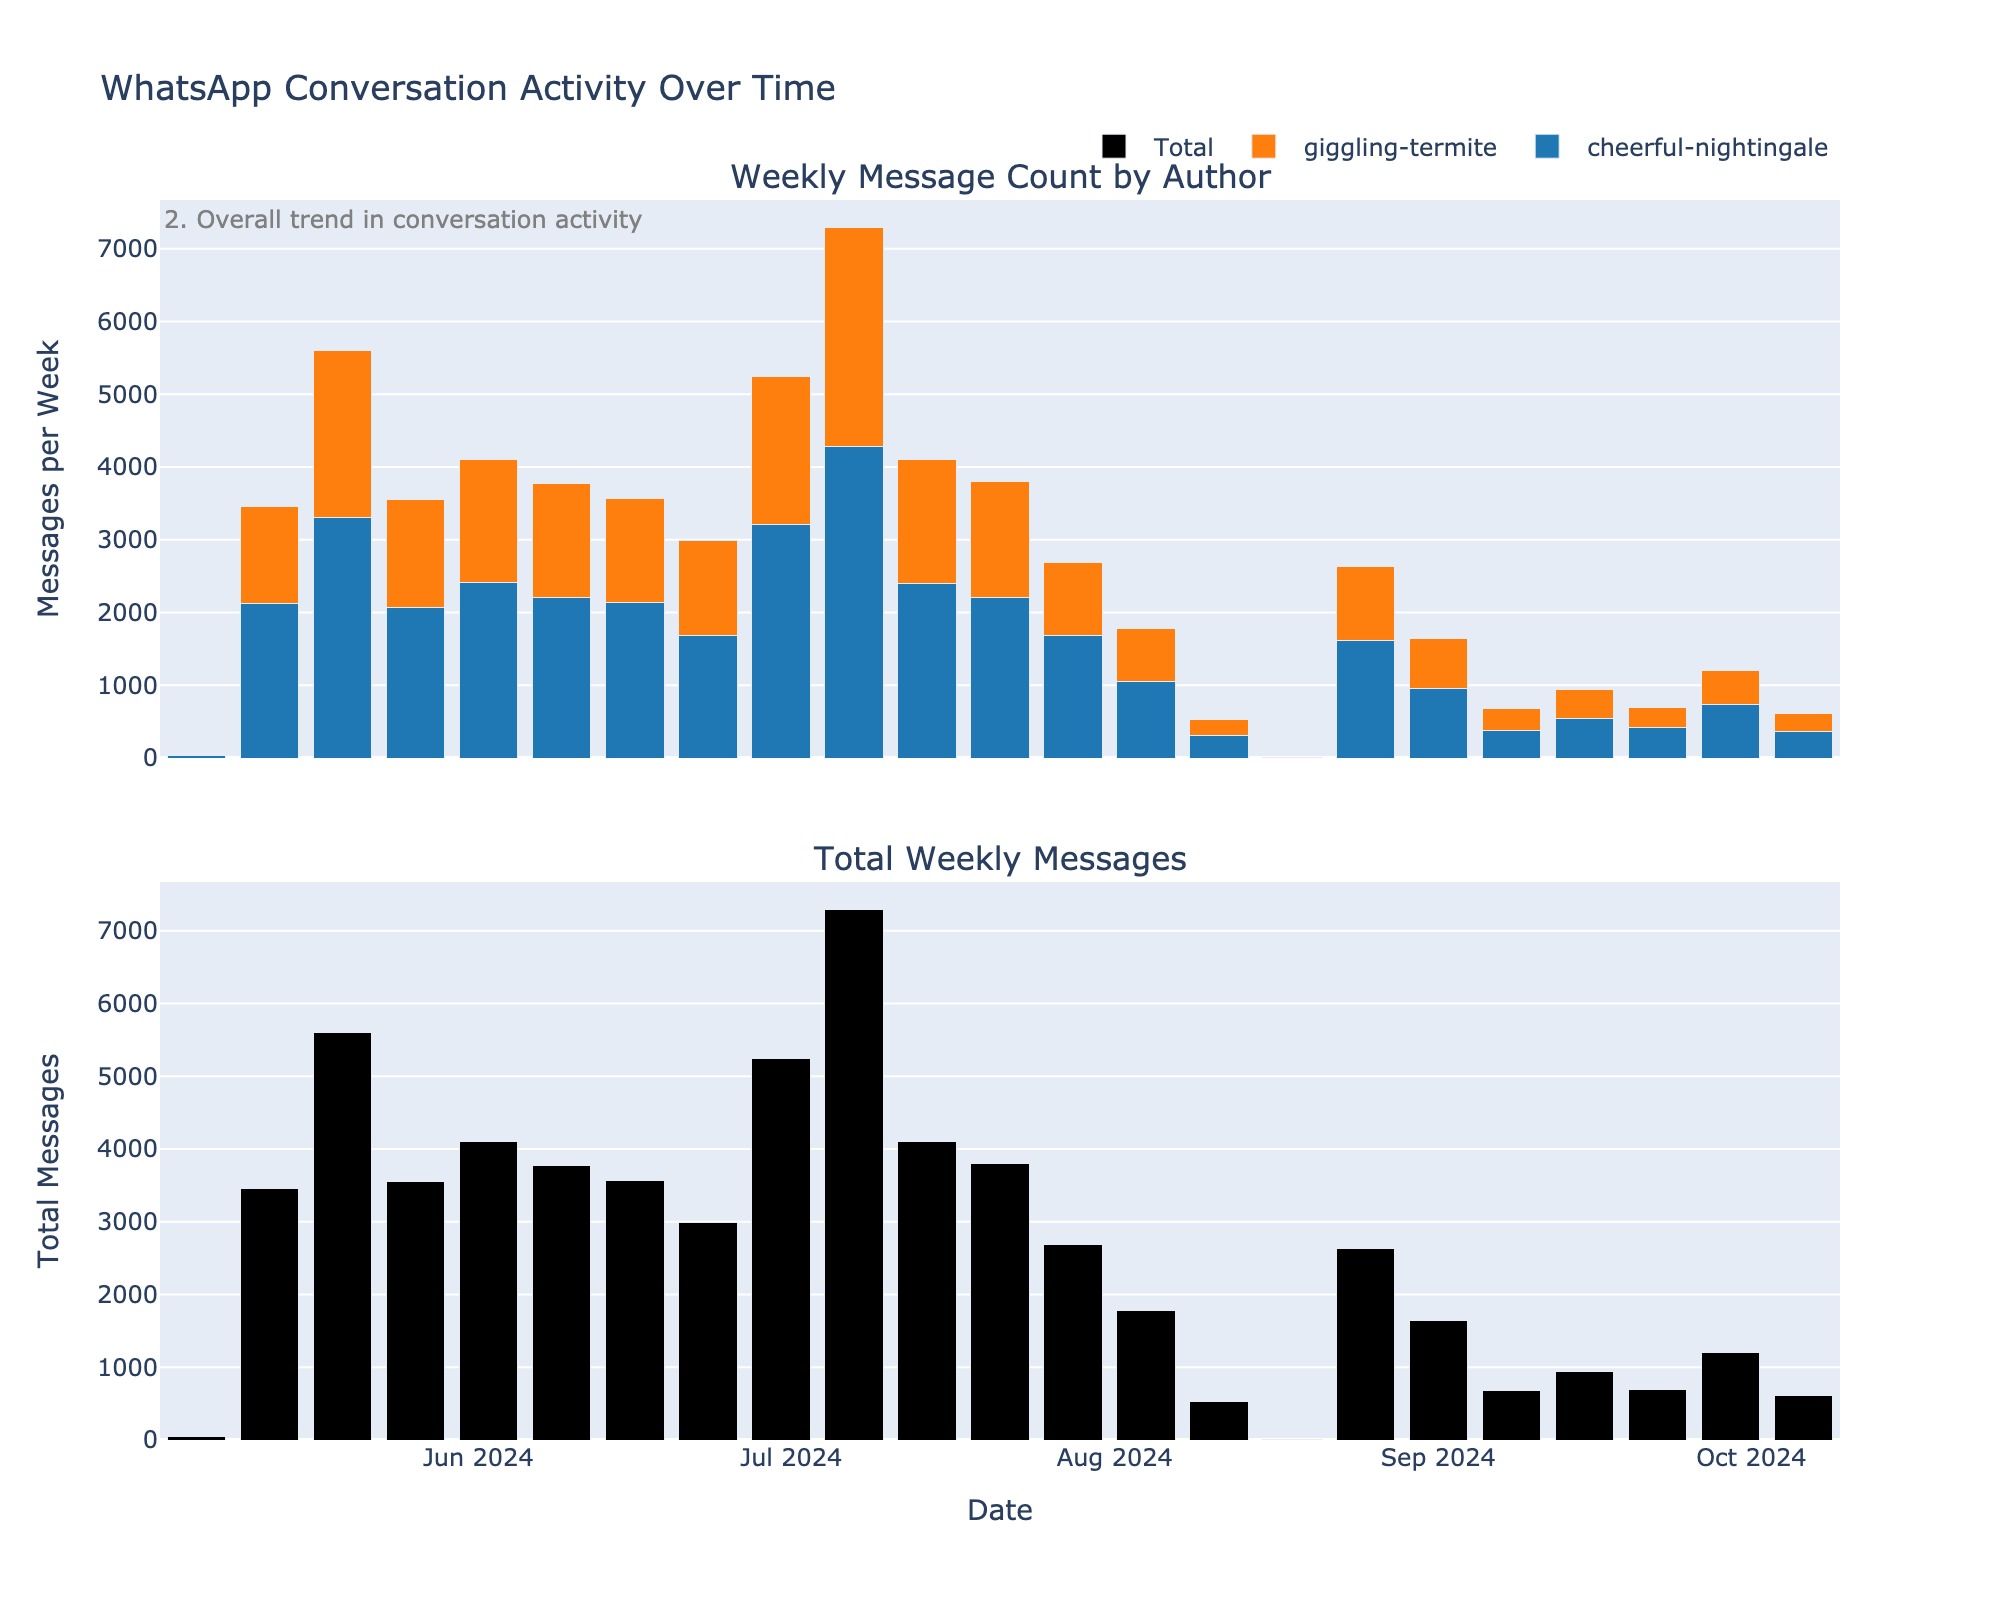 WhatsApp Conversation Activity Over Time
Total giggling-termite cheerful-nightingale
Weekly Message Count by Author
2. Overall trend in conversation activity
7000
6000
5000
4000
3000
2000
1000
0
Messages per Week
Total Weekly Messages
7000
6000
5000
4000
3000
2000
1000
0
Total Messages
Jun 2024 Jul 2024 Aug 2024 Sep 2024 Oct 2024
Date